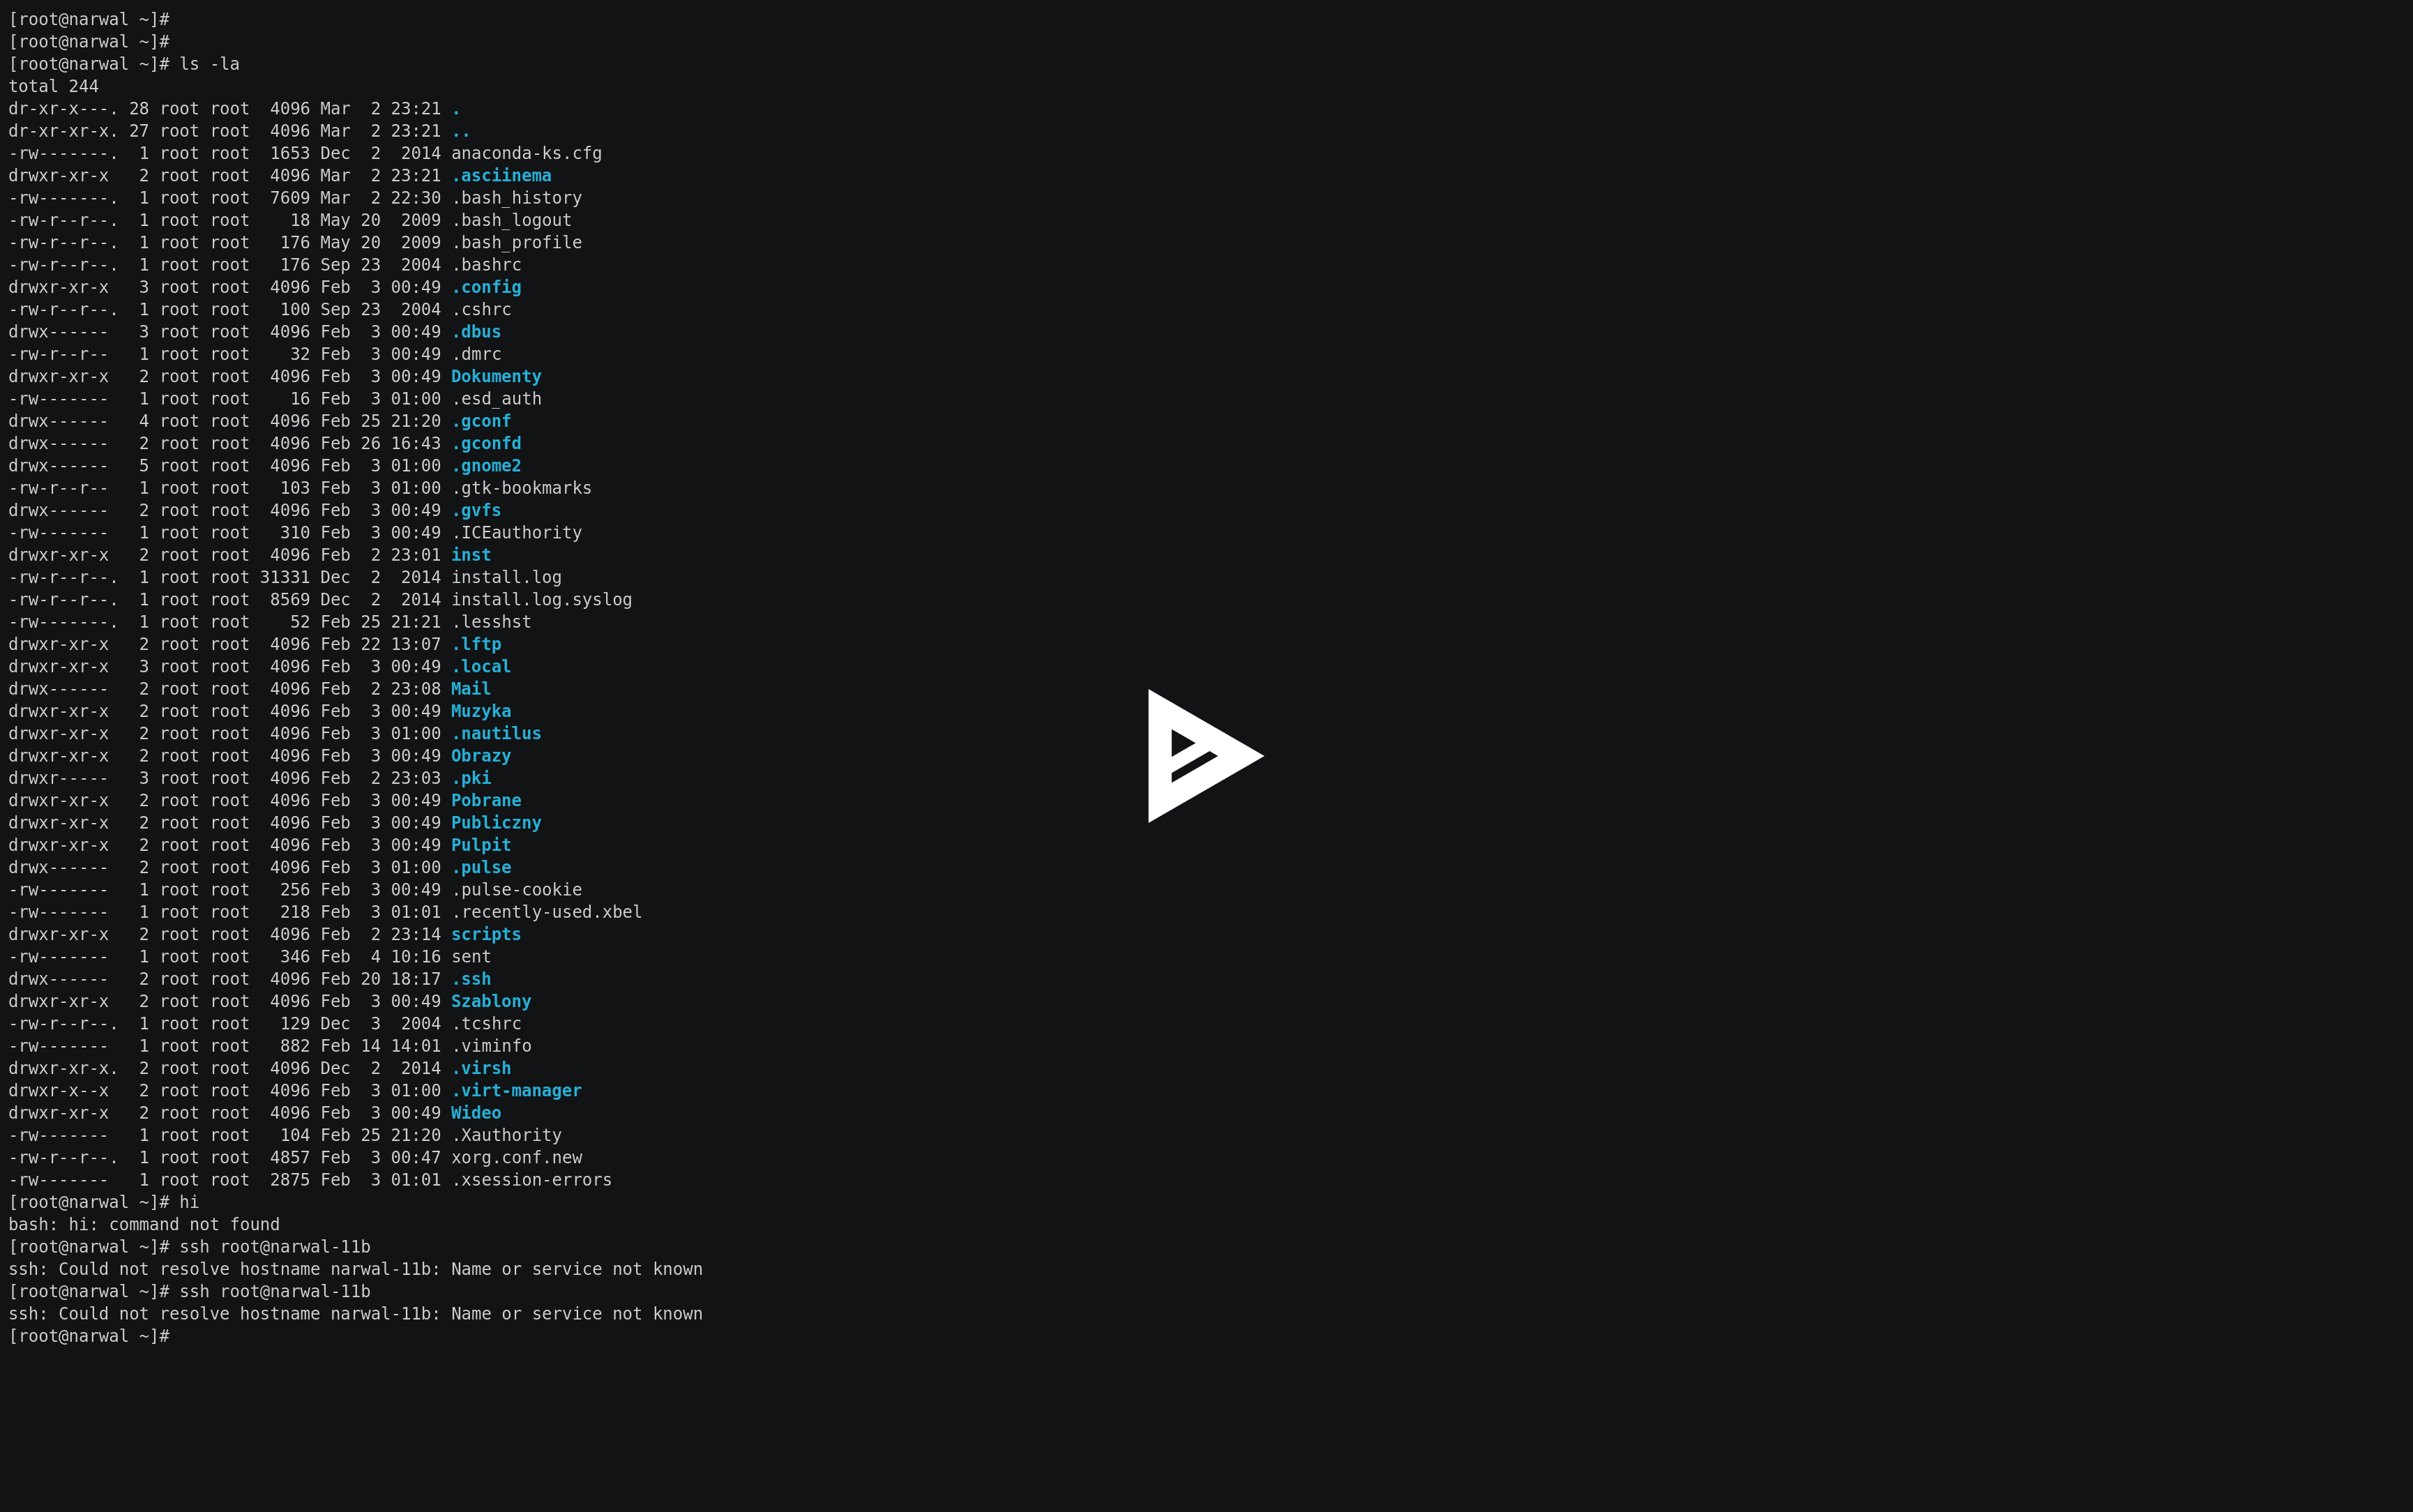 [root@narwal ~]#
[root@narwal ~]#
[root@narwal ~]# ls -la
total 244
dr-xr-x---. 28 root root  4096 Mar  2 23:21 .
dr-xr-xr-x. 27 root root  4096 Mar  2 23:21 ..
-rw-------.  1 root root  1653 Dec  2  2014 anaconda-ks.cfg
drwxr-xr-x   2 root root  4096 Mar  2 23:21 .asciinema
-rw-------.  1 root root  7609 Mar  2 22:30 .bash_history
-rw-r--r--.  1 root root    18 May 20  2009 .bash_logout
-rw-r--r--.  1 root root   176 May 20  2009 .bash_profile
-rw-r--r--.  1 root root   176 Sep 23  2004 .bashrc
drwxr-xr-x   3 root root  4096 Feb  3 00:49 .config
-rw-r--r--.  1 root root   100 Sep 23  2004 .cshrc
drwx------   3 root root  4096 Feb  3 00:49 .dbus
-rw-r--r--   1 root root    32 Feb  3 00:49 .dmrc
drwxr-xr-x   2 root root  4096 Feb  3 00:49 Dokumenty
-rw-------   1 root root    16 Feb  3 01:00 .esd_auth
drwx------   4 root root  4096 Feb 25 21:20 .gconf
drwx------   2 root root  4096 Feb 26 16:43 .gconfd
drwx------   5 root root  4096 Feb  3 01:00 .gnome2
-rw-r--r--   1 root root   103 Feb  3 01:00 .gtk-bookmarks
drwx------   2 root root  4096 Feb  3 00:49 .gvfs
-rw-------   1 root root   310 Feb  3 00:49 .ICEauthority
drwxr-xr-x   2 root root  4096 Feb  2 23:01 inst
-rw-r--r--.  1 root root 31331 Dec  2  2014 install.log
-rw-r--r--.  1 root root  8569 Dec  2  2014 install.log.syslog
-rw-------.  1 root root    52 Feb 25 21:21 .lesshst
drwxr-xr-x   2 root root  4096 Feb 22 13:07 .lftp
drwxr-xr-x   3 root root  4096 Feb  3 00:49 .local
drwx------   2 root root  4096 Feb  2 23:08 Mail
drwxr-xr-x   2 root root  4096 Feb  3 00:49 Muzyka
drwxr-xr-x   2 root root  4096 Feb  3 01:00 .nautilus
drwxr-xr-x   2 root root  4096 Feb  3 00:49 Obrazy
drwxr-----   3 root root  4096 Feb  2 23:03 .pki
drwxr-xr-x   2 root root  4096 Feb  3 00:49 Pobrane
drwxr-xr-x   2 root root  4096 Feb  3 00:49 Publiczny
drwxr-xr-x   2 root root  4096 Feb  3 00:49 Pulpit
drwx------   2 root root  4096 Feb  3 01:00 .pulse
-rw-------   1 root root   256 Feb  3 00:49 .pulse-cookie
-rw-------   1 root root   218 Feb  3 01:01 .recently-used.xbel
drwxr-xr-x   2 root root  4096 Feb  2 23:14 scripts
-rw-------   1 root root   346 Feb  4 10:16 sent
drwx------   2 root root  4096 Feb 20 18:17 .ssh
drwxr-xr-x   2 root root  4096 Feb  3 00:49 Szablony
-rw-r--r--.  1 root root   129 Dec  3  2004 .tcshrc
-rw-------   1 root root   882 Feb 14 14:01 .viminfo
drwxr-xr-x.  2 root root  4096 Dec  2  2014 .virsh
drwxr-x--x   2 root root  4096 Feb  3 01:00 .virt-manager
drwxr-xr-x   2 root root  4096 Feb  3 00:49 Wideo
-rw-------   1 root root   104 Feb 25 21:20 .Xauthority
-rw-r--r--.  1 root root  4857 Feb  3 00:47 xorg.conf.new
-rw-------   1 root root  2875 Feb  3 01:01 .xsession-errors
[root@narwal ~]# hi
bash: hi: command not found
[root@narwal ~]# ssh root@narwal-11b
ssh: Could not resolve hostname narwal-11b: Name or service not known
[root@narwal ~]# ssh root@narwal-11b
ssh: Could not resolve hostname narwal-11b: Name or service not known
[root@narwal ~]#